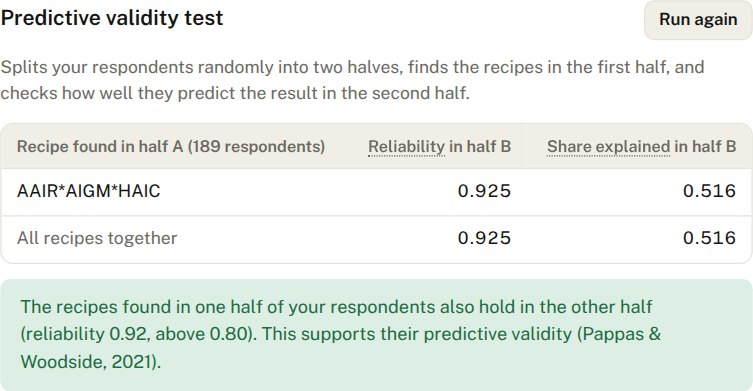 Predictive validity test
Run again
Splits your respondents randomly into two halves, finds the recipes in the first half, and
checks how well they predict the result in the second half.
Recipe found in half A (189 respondents) Reliability in half B Share explained in half B
AAIR*AIGM*HAIC 0.925 0.516
All recipes together 0.925 0.516
The recipes found in one half of your respondents also hold in the other half
(reliability 0.92, above 0.80). This supports their predictive validity (Pappas &
Woodside, 2021).